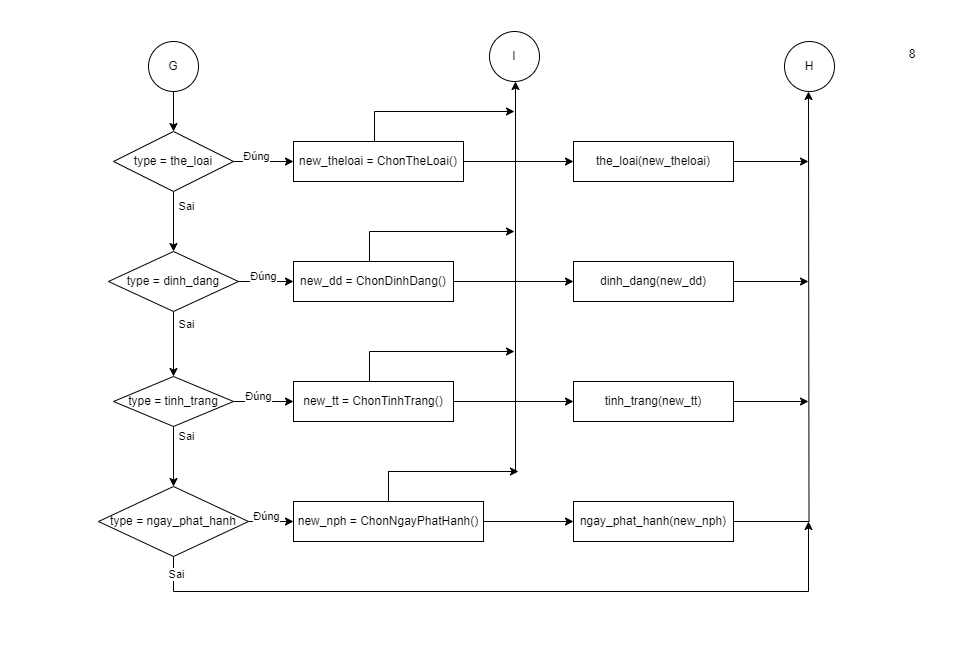 G
I
H
8
type = the_loai
Đúng
new_theloai = ChonTheLoai()
the_loai(new_theloai)
Sai
type = dinh_dang
Đúng
new_dd = ChonDinhDang()
dinh_dang(new_dd)
Sai
type = tinh_trang
Đúng
new_tt = ChonTinhTrang()
tinh_trang(new_tt)
Sai
type = ngay_phat_hanh
Đúng
new_nph = ChonNgayPhatHanh()
ngay_phat_hanh(new_nph)
Sai